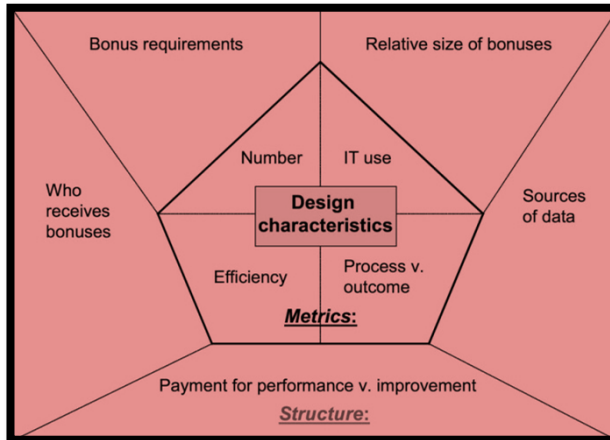 Bonus requirements
Relative size of bonuses
Number
IT use
Who
receives
bonuses
Design
characteristics
Sources
of data
Efficiency
Process v.
outcome
Metrics:
Payment for performance v. improvement
Structure: